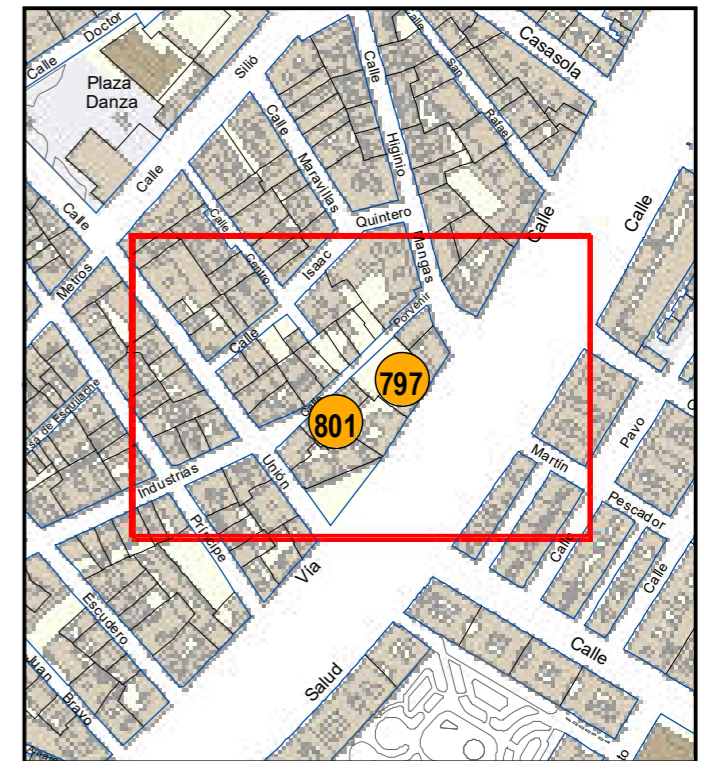 Doctor
Calle
Plaza
Danza
Silió
Calle
Calle
Maravillas
Calle
Higinio
Mangas
Calle
San
Rafael
Casasola
Calle
Calle
Quintero
Isaac
Calle
Calle
Centro
Calle
Metros
Porvenir
797
801
Calle
Industrias
Unión
Príncipe
Vía
Escudero
Juan
Bravo
Salud
Martín
Pavo
Pescador
Calle
Calle
Calle